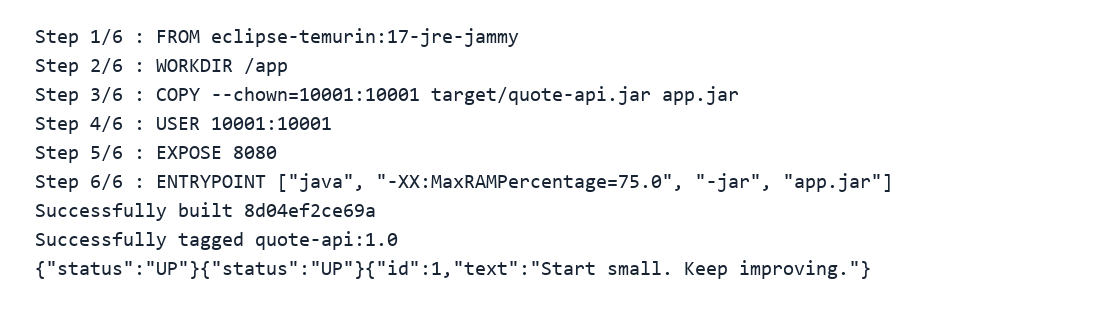 Step 1/6 : FROM eclipse-temurin:17-jre-jammy
Step 2/6 : WORKDIR /app
Step 3/6 : COPY --chown=10001:10001 target/quote-api.jar app.jar
Step 4/6 : USER 10001:10001
Step 5/6 : EXPOSE 8080
Step 6/6 : ENTRYPOINT ["java", "-XX:MaxRAMPercentage=75.0", "-jar", "app.jar"]
Successfully built 8d04ef2ce69a
Successfully tagged quote-api:1.0
{"status":"UP"}{"status":"UP"}{"id":1,"text":"Start small. Keep improving."}